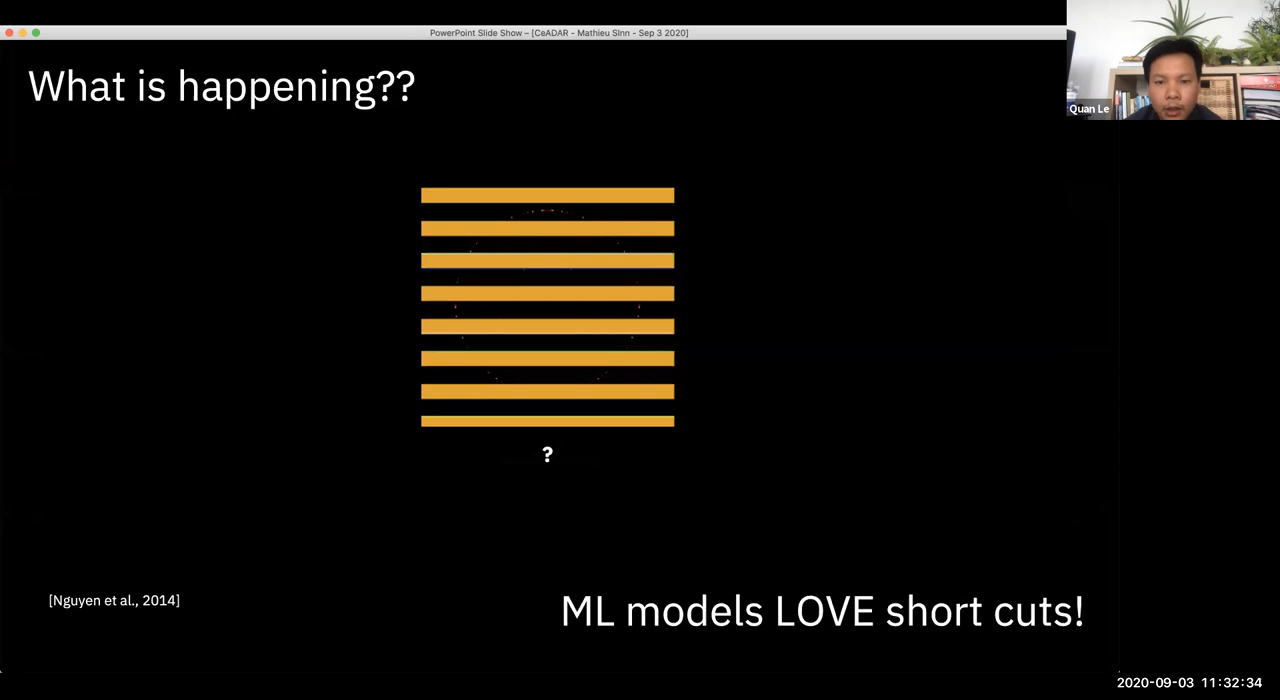 PowerPoint Slide Show – [CeADAR - Mathieu SInn - Sep 3 2020]
What is happening??
Quan Le
?
[Nguyen et al., 2014]
ML models LOVE short cuts!
2020-09-03 11:32:34